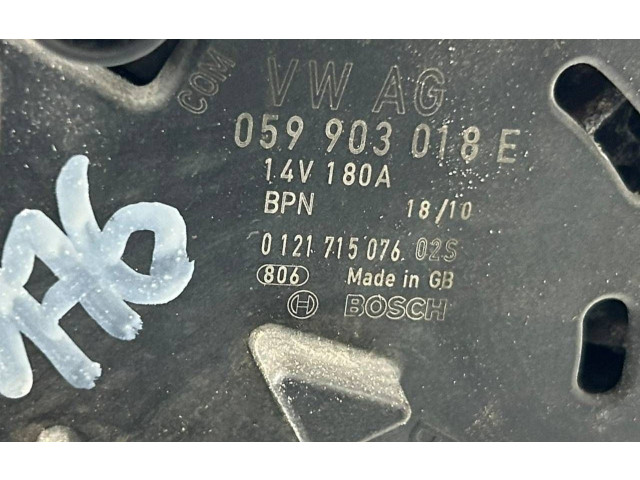 VW AG
COM
059 903 018 E
14V 180A
BPN 18/10
0 121 715 076 02S
806 Made in GB
BOSCH
176